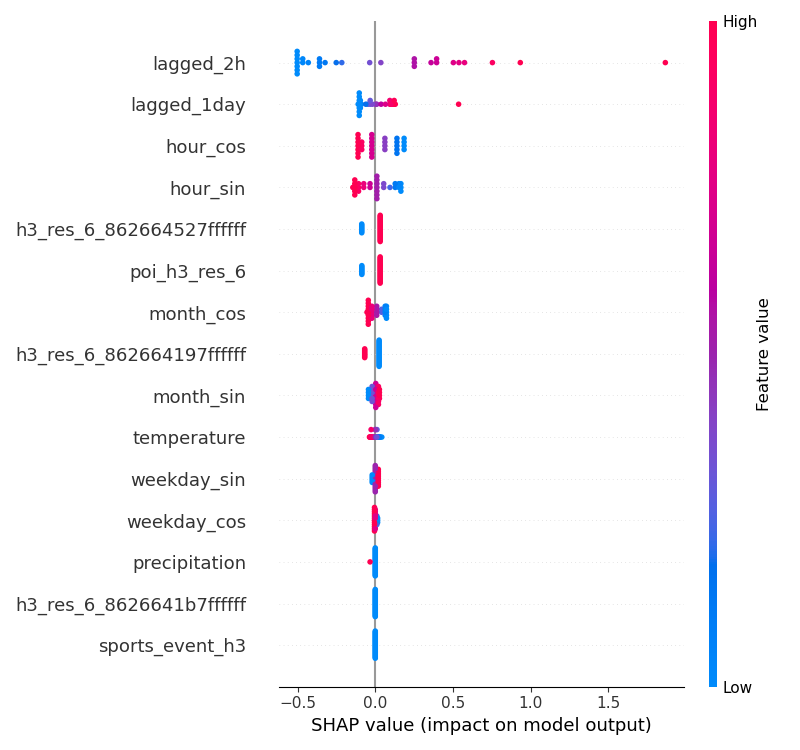 High
lagged_2h
lagged_1day
hour_cos
hour_sin
h3_res_6_862664527ffffff
poi_h3_res_6
month_cos
h3_res_6_862664197ffffff
month_sin
temperature
weekday_sin
weekday_cos
precipitation
h3_res_6_8626641b7ffffff
sports_event_h3
Feature value
Low
−0.5 0.0 0.5 1.0 1.5
SHAP value (impact on model output)